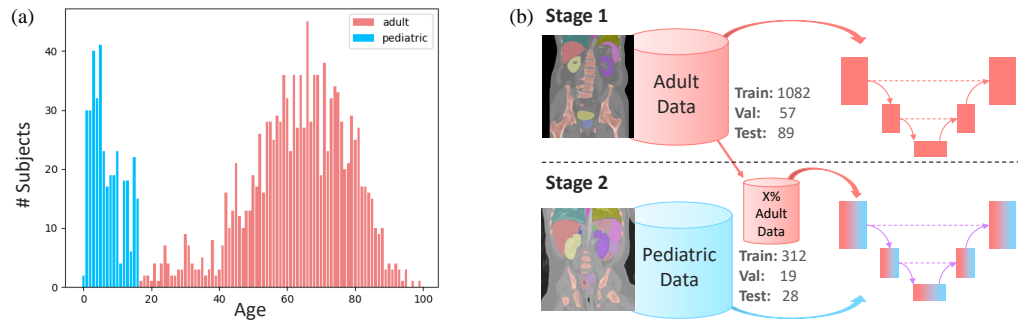 (a)
adult
pediatric
# Subjects
40
30
20
10
0
0
20
40
60
80
100
Age
(b)
Stage 1
Adult
Data
Train: 1082
Val: 57
Test: 89
Stage 2
X%
Adult
Data
Pediatric
Data
Train: 312
Val: 19
Test: 28